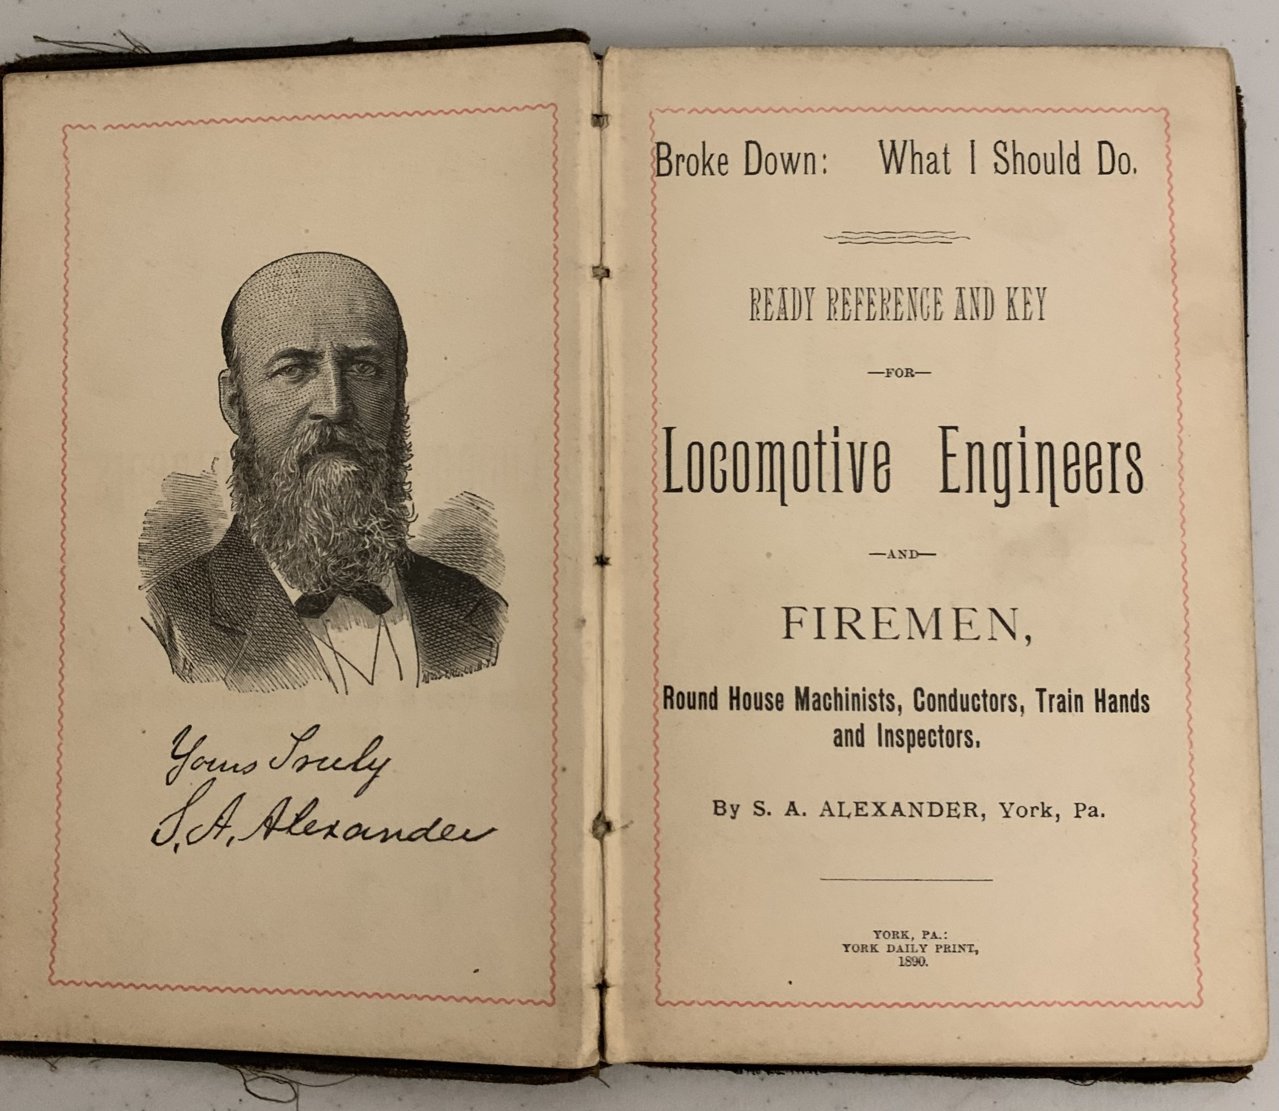 Yours Truly
S. A. Alexander
Broke Down: What I Should Do.
READY REFERENCE AND KEY
—FOR—
Locomotive Engineers
—AND—
FIREMEN,
Round House Machinists, Conductors, Train Hands
and Inspectors.
By S. A. ALEXANDER, York, Pa.
YORK, PA.:
YORK DAILY PRINT,
1890.